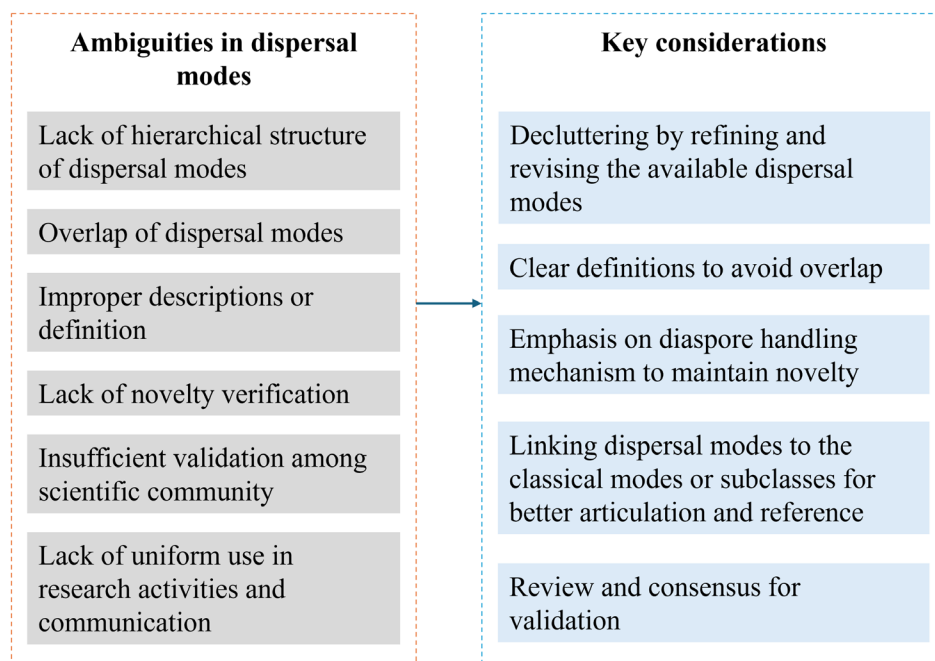 Ambiguities in dispersal
modes
Lack of hierarchical structure
of dispersal modes
Overlap of dispersal modes
Improper descriptions or
definition
Lack of novelty verification
Insufficient validation among
scientific community
Lack of uniform use in
research activities and
communication
Key considerations
Decluttering by refining and
revising the available dispersal
modes
Clear definitions to avoid overlap
Emphasis on diaspore handling
mechanism to maintain novelty
Linking dispersal modes to the
classical modes or subclasses for
better articulation and reference
Review and consensus for
validation